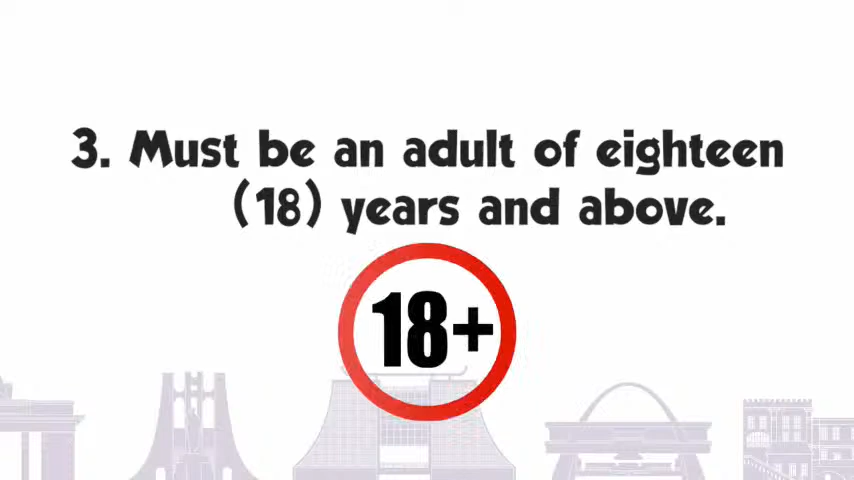 3. Must be an adult of eighteen
(18) years and above.
18+